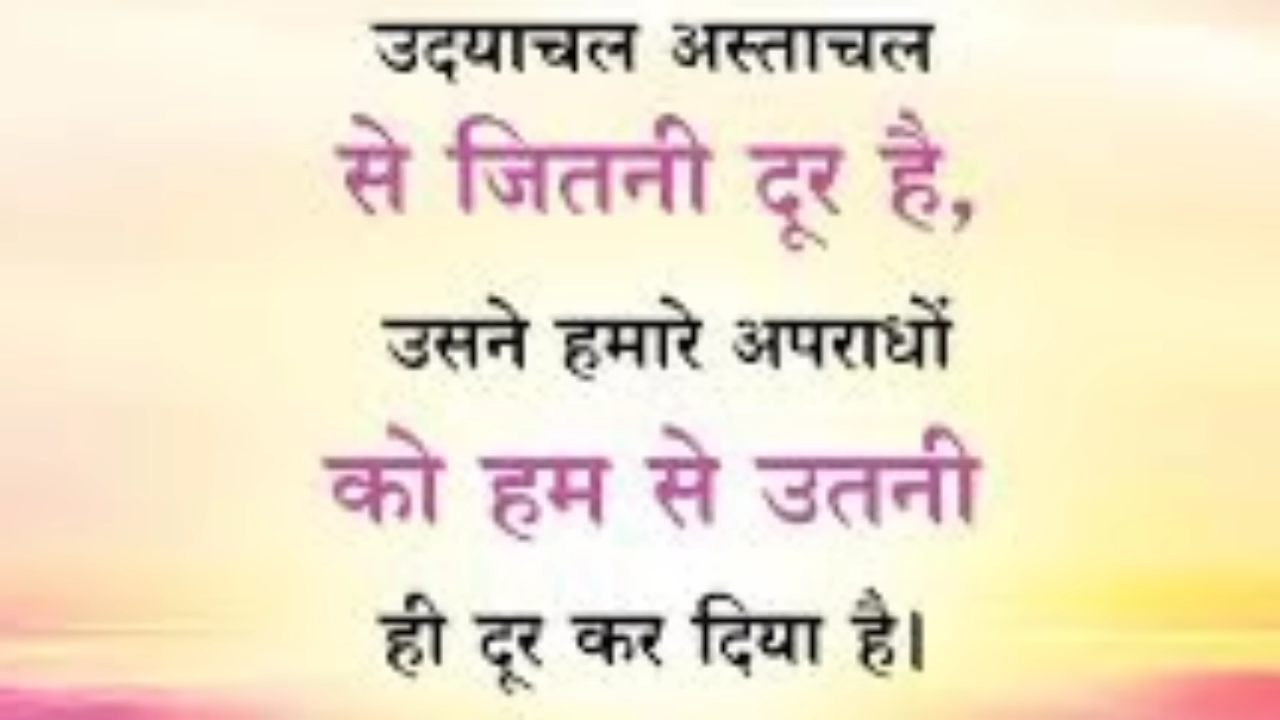 उदयाचल अस्ताचल
से जितनी दूर है,
उसने हमारे अपराधों
को हम से उतनी
ही दूर कर दिया है।